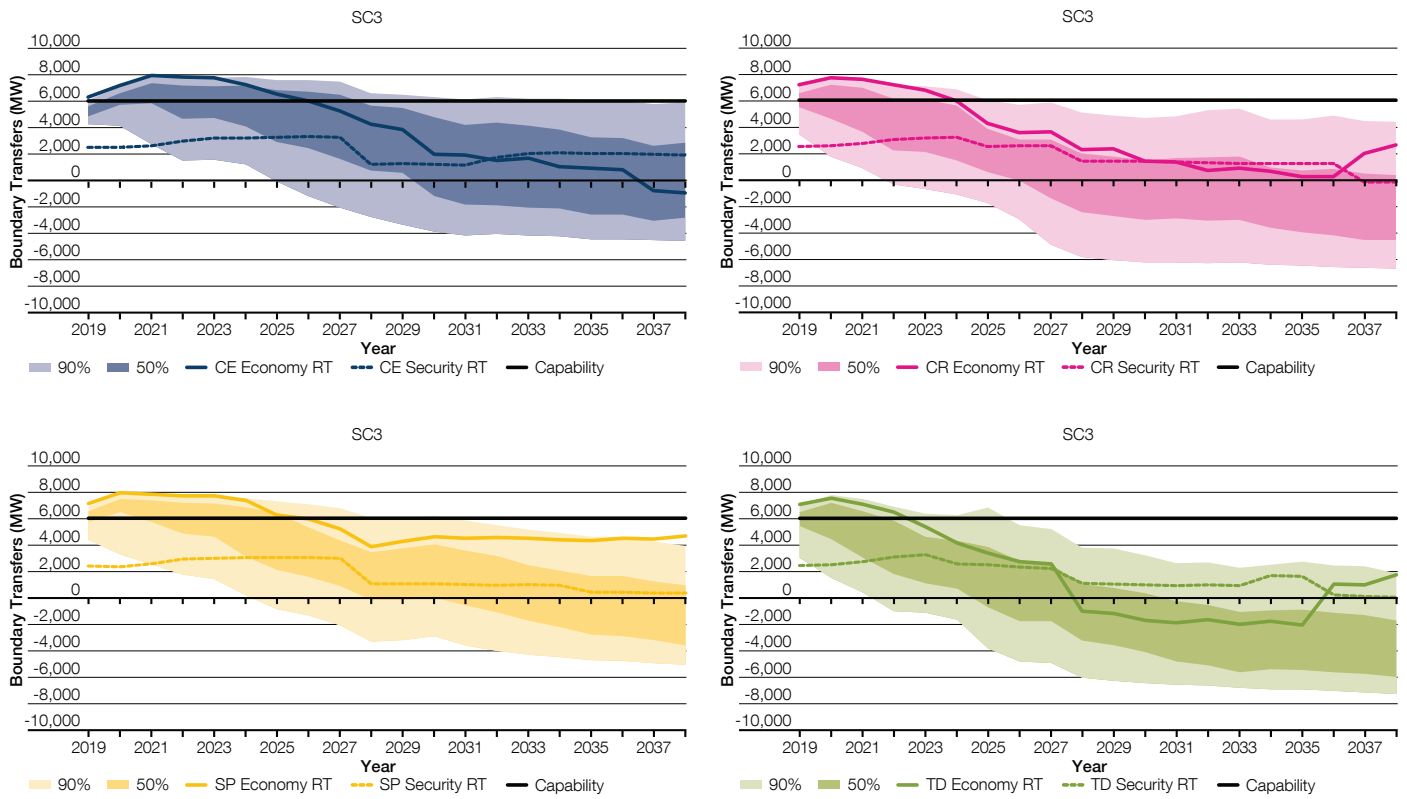 SC3
10,000
8,000
6,000
4,000
2,000
0
-2,000
-4,000
-6,000
-8,000
-10,000
Boundary Transfers (MW)
2019 2021 2023 2025 2027 2029 2031 2033 2035 2037
Year
90% 50% CE Economy RT CE Security RT Capability
SC3
10,000
8,000
6,000
4,000
2,000
0
-2,000
-4,000
-6,000
-8,000
-10,000
Boundary Transfers (MW)
2019 2021 2023 2025 2027 2029 2031 2033 2035 2037
Year
90% 50% CR Economy RT CR Security RT Capability
SC3
10,000
8,000
6,000
4,000
2,000
0
-2,000
-4,000
-6,000
-8,000
-10,000
Boundary Transfers (MW)
2019 2021 2023 2025 2027 2029 2031 2033 2035 2037
Year
90% 50% SP Economy RT SP Security RT Capability
SC3
10,000
8,000
6,000
4,000
2,000
0
-2,000
-4,000
-6,000
-8,000
-10,000
Boundary Transfers (MW)
2019 2021 2023 2025 2027 2029 2031 2033 2035 2037
Year
90% 50% TD Economy RT TD Security RT Capability